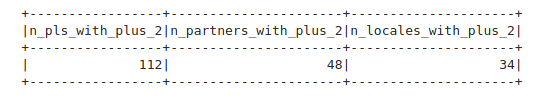 +-----------------+----------------------+---------------------+
|n_pls_with_plus_2|n_partners_with_plus_2|n_locales_with_plus_2|
+-----------------+----------------------+---------------------+
|              112|                    48|                   34|
+-----------------+----------------------+---------------------+